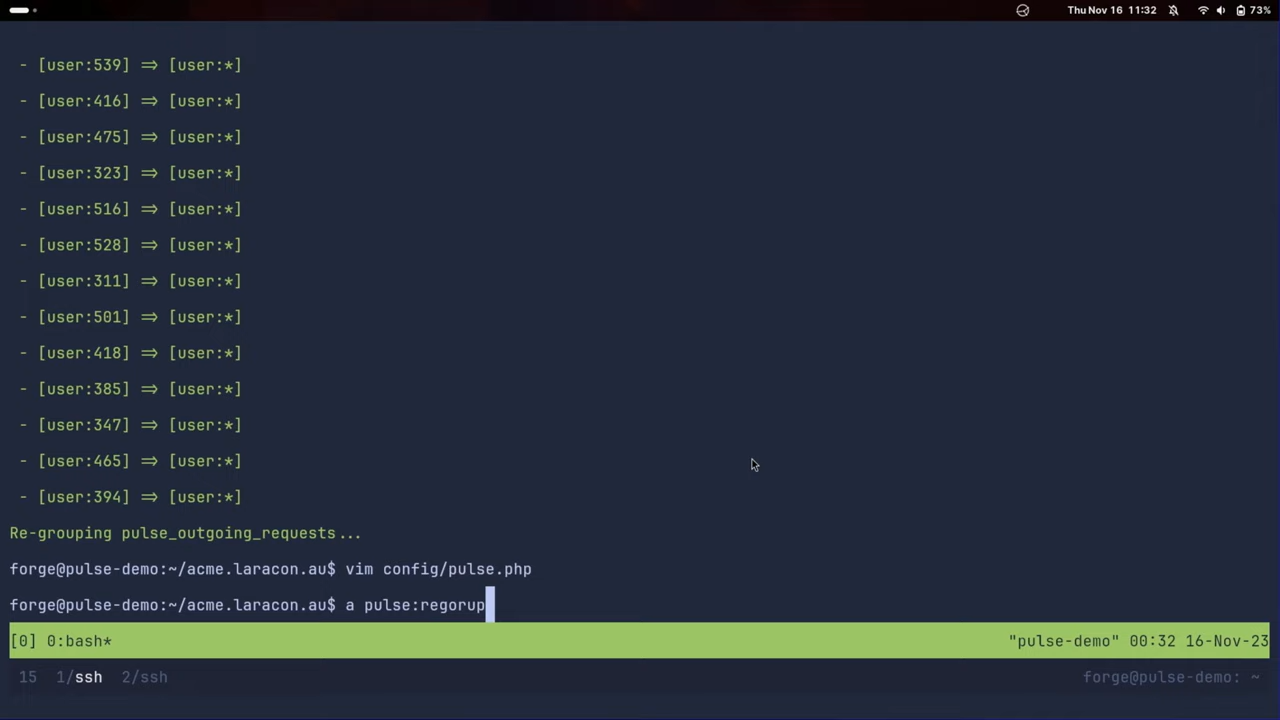 Thu Nov 16 11:32 73%
- [user:539] ⇒ [user:*]
- [user:416] ⇒ [user:*]
- [user:475] ⇒ [user:*]
- [user:323] ⇒ [user:*]
- [user:516] ⇒ [user:*]
- [user:528] ⇒ [user:*]
- [user:311] ⇒ [user:*]
- [user:501] ⇒ [user:*]
- [user:418] ⇒ [user:*]
- [user:385] ⇒ [user:*]
- [user:347] ⇒ [user:*]
- [user:465] ⇒ [user:*]
- [user:394] ⇒ [user:*]
Re-grouping pulse_outgoing_requests...
forge@pulse-demo:~/acme.laracon.au$ vim config/pulse.php
forge@pulse-demo:~/acme.laracon.au$ a pulse:regorup
[0] 0:bash* "pulse-demo" 00:32 16-Nov-23
15 1/ssh 2/ssh forge@pulse-demo: ~